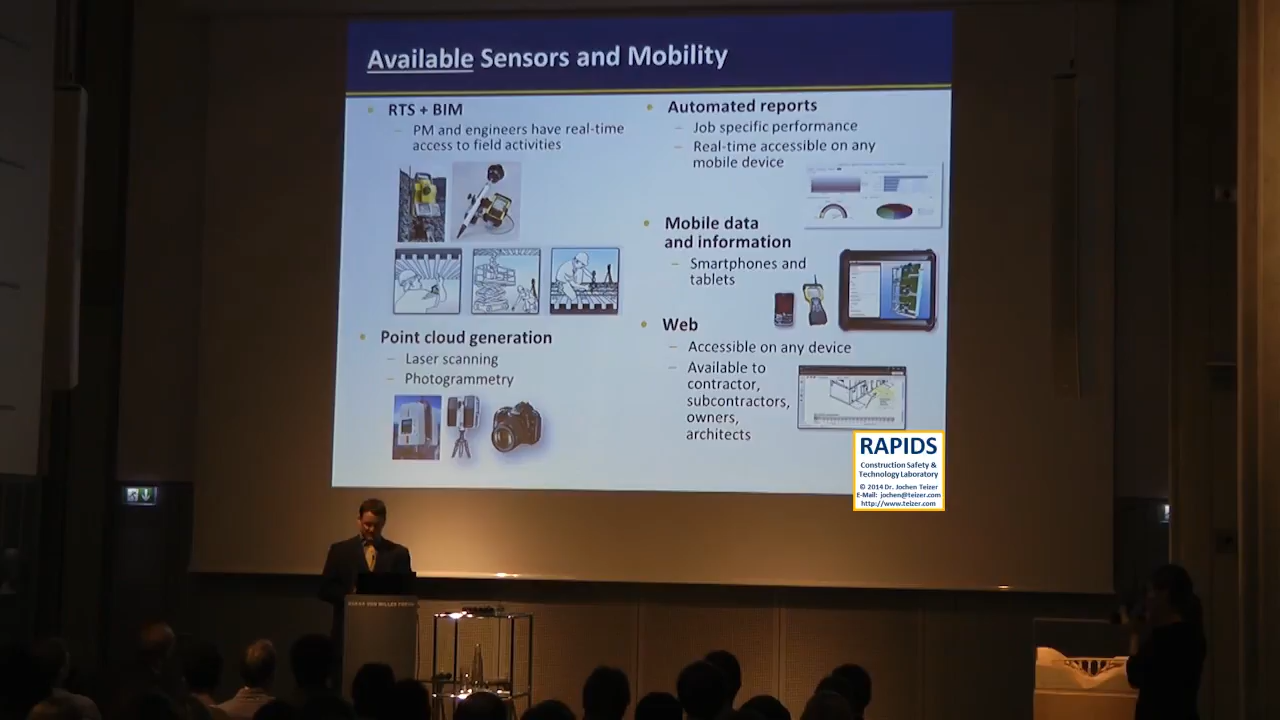 Available Sensors and Mobility
RTS + BIM
– PM and engineers have real-time
access to field activities
Point cloud generation
– Laser scanning
– Photogrammetry
Automated reports
– Job specific performance
– Real-time accessible on any
mobile device
Mobile data
and information
– Smartphones and
tablets
Web
– Accessible on any device
– Available to
contractor,
subcontractors,
owners,
architects
RAPIDS
Construction Safety &
Technology Laboratory
© 2014 Dr. Jochen Teizer
E-Mail: jochen@teizer.com
http://www.teizer.com